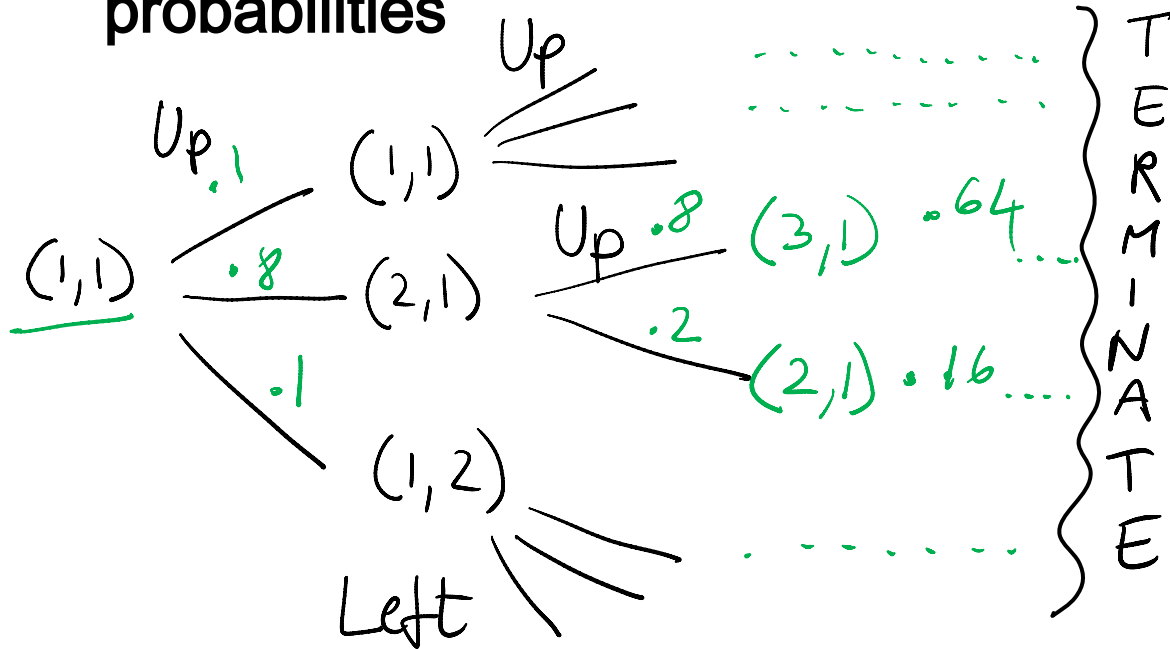 probabilities
Up
Up .1
(1,1)
(1,1)
.8
(2,1)
Up .8
(3,1) .64 ....
.2
(2,1) .16 ....
.1
(1,2)
Left
TERMINATE